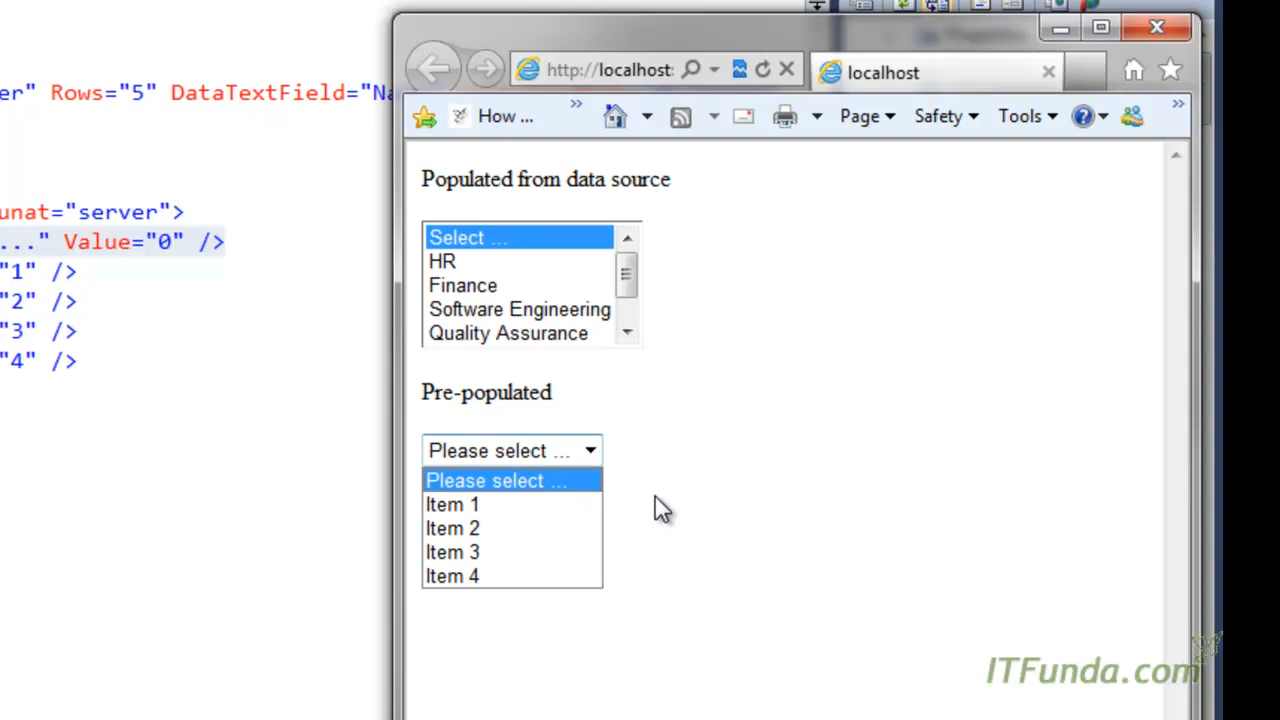 er" Rows="5" DataTextField="Na
unat="server">
..." Value="0" />
"1" />
"2" />
"3" />
"4" />
http://localhost:
localhost
How ...
Page
Safety
Tools
Populated from data source
Select ...
HR
Finance
Software Engineering
Quality Assurance
Pre-populated
Please select ...
Please select ...
Item 1
Item 2
Item 3
Item 4
ITFunda.com